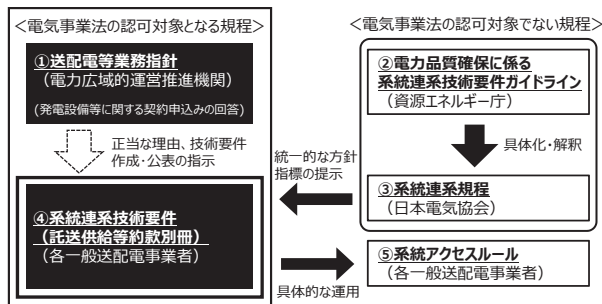 ＜電気事業法の認可対象となる規程＞
①送配電等業務指針
（電力広域的運営推進機関）
(発電設備等に関する契約申込みの回答)
正当な理由、技術要件
作成・公表の指示
④系統連系技術要件
（託送供給等約款別冊）
（各一般送配電事業者）
統一的な方針
指標の提示
具体的な運用
＜電気事業法の認可対象でない規程＞
②電力品質確保に係る
系統連系技術要件ガイドライン
（資源エネルギー庁）
具体化・解釈
③系統連系規程
（日本電気協会）
⑤系統アクセスルール
（各一般送配電事業者）